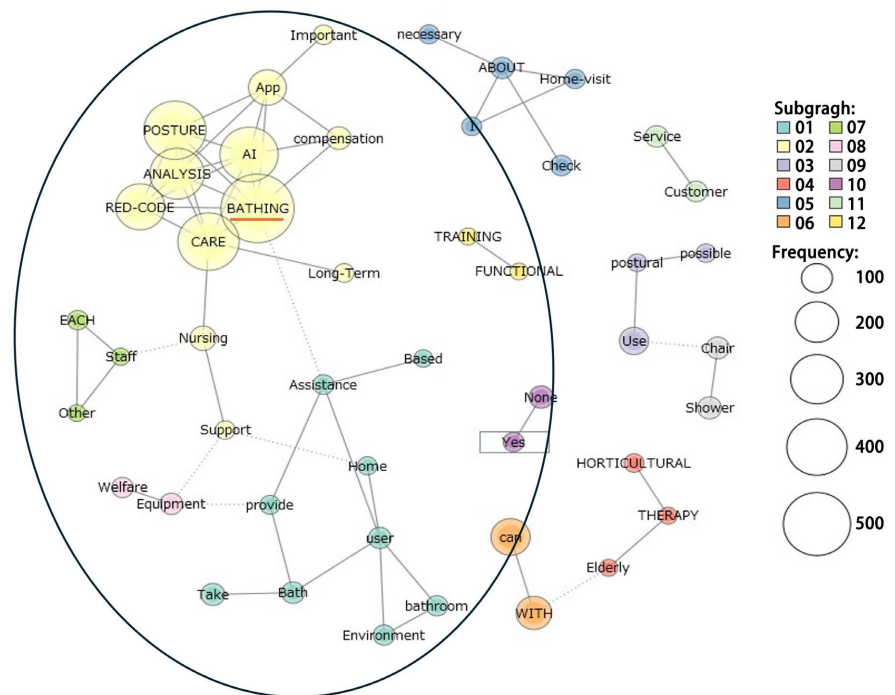 Important
necessary
ABOUT
Home-visit
App
POSTURE
I
compensation
Service
AI
Check
ANALYSIS
Customer
RED-CODE
BATHING
CARE
TRAINING
possible
postural
Long-Term
FUNCTIONAL
EACH
Nursing
Use
Chair
Staff
Based
Assistance
None
Shower
Other
Support
Yes
Home
HORTICULTURAL
Welfare
Equipment
provide
THERAPY
can
user
Elderly
Take
Bath
bathroom
WITH
Environment
Subgragh:
01 07
02 08
03 09
04 10
05 11
06 12
Frequency:
100
200
300
400
500